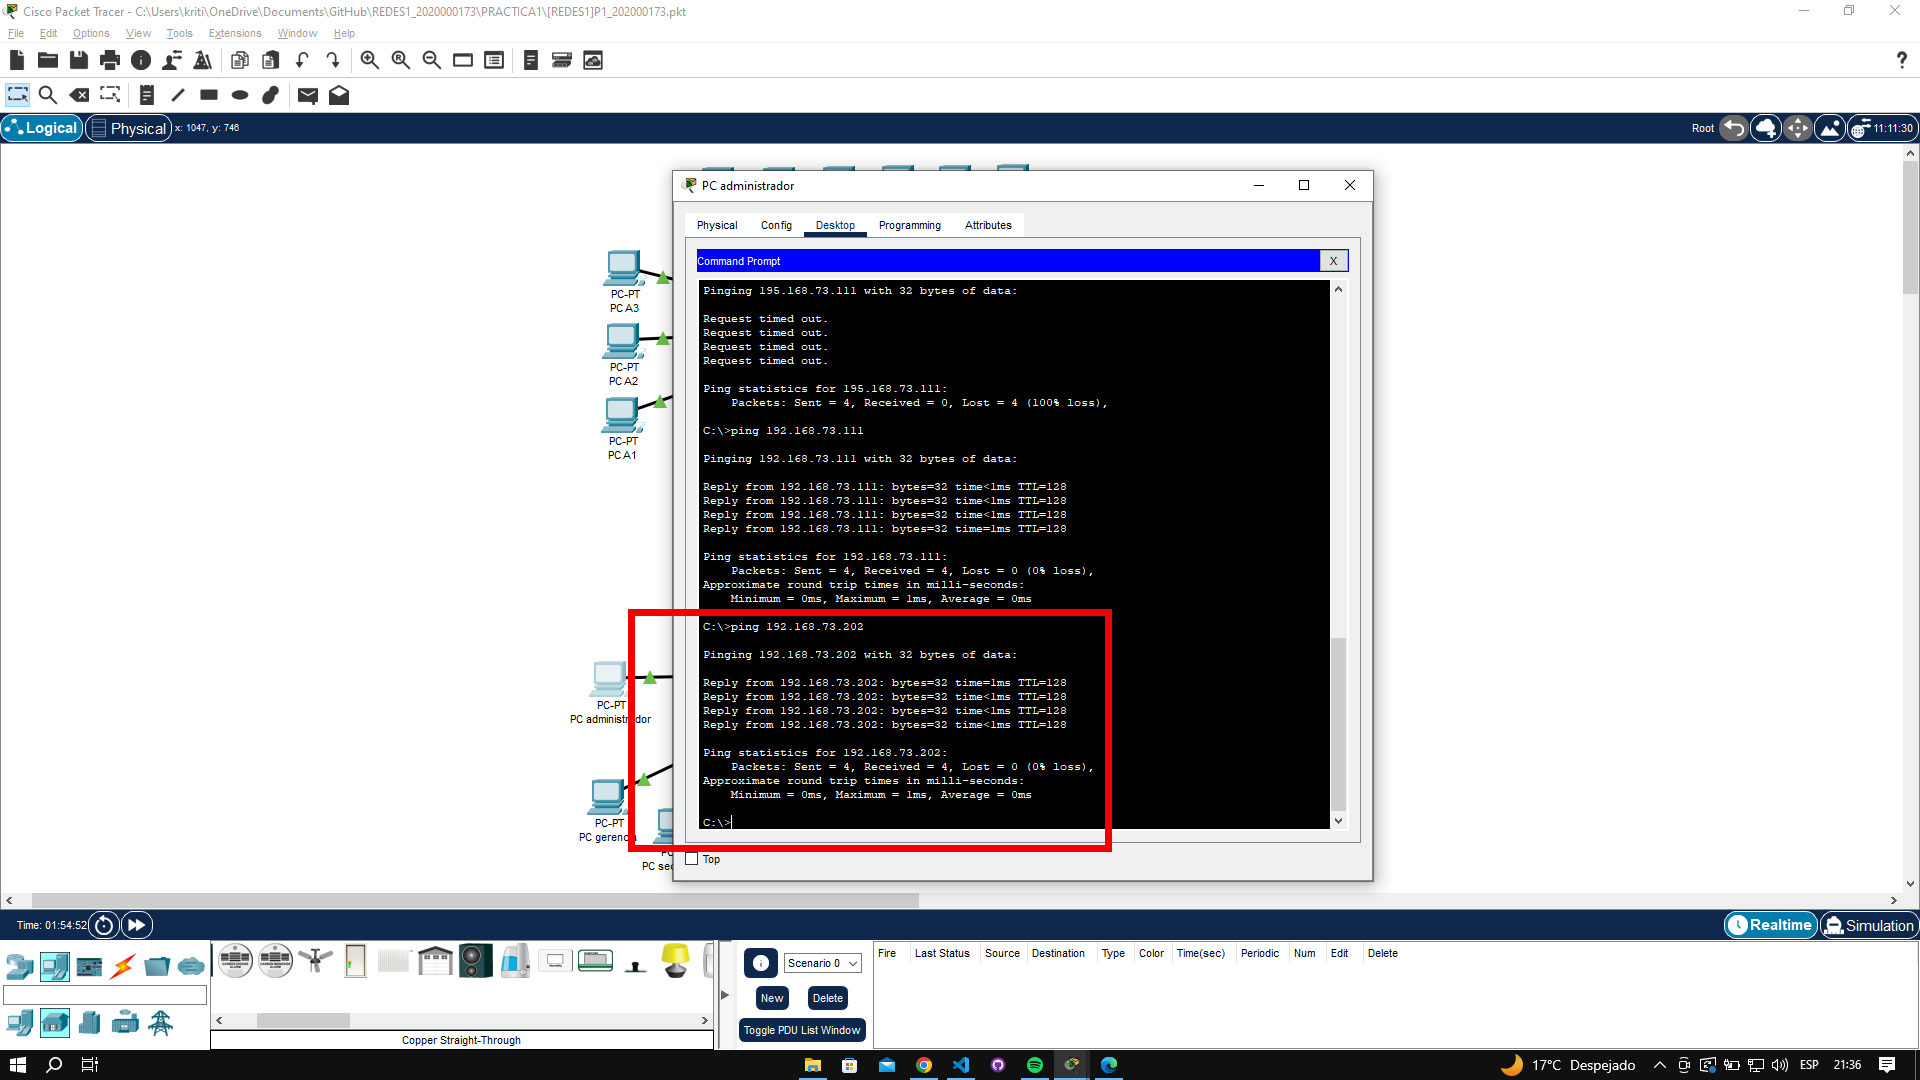 Cisco Packet Tracer - C:\Users\kriti\OneDrive\Documents\GitHub\REDES1_2020000173\PRACTICA1\[REDES1]P1_202000173.pkt
File Edit Options View Tools Extensions Window Help
Logical Physical x: 1047, y: 746 Root 11:11:30
PC administrador
Physical Config Desktop Programming Attributes
Command Prompt X
Pinging 195.168.73.111 with 32 bytes of data:
Request timed out.
Request timed out.
Request timed out.
Request timed out.
Ping statistics for 195.168.73.111:
Packets: Sent = 4, Received = 0, Lost = 4 (100% loss),
C:\>ping 192.168.73.111
Pinging 192.168.73.111 with 32 bytes of data:
Reply from 192.168.73.111: bytes=32 time<1ms TTL=128
Reply from 192.168.73.111: bytes=32 time<1ms TTL=128
Reply from 192.168.73.111: bytes=32 time<1ms TTL=128
Reply from 192.168.73.111: bytes=32 time=1ms TTL=128
Ping statistics for 192.168.73.111:
Packets: Sent = 4, Received = 4, Lost = 0 (0% loss),
Approximate round trip times in milli-seconds:
Minimum = 0ms, Maximum = 1ms, Average = 0ms
C:\>ping 192.168.73.202
Pinging 192.168.73.202 with 32 bytes of data:
Reply from 192.168.73.202: bytes=32 time=1ms TTL=128
Reply from 192.168.73.202: bytes=32 time<1ms TTL=128
Reply from 192.168.73.202: bytes=32 time<1ms TTL=128
Reply from 192.168.73.202: bytes=32 time<1ms TTL=128
Ping statistics for 192.168.73.202:
Packets: Sent = 4, Received = 4, Lost = 0 (0% loss),
Approximate round trip times in milli-seconds:
Minimum = 0ms, Maximum = 1ms, Average = 0ms
C:\>
Top
PC-PT
PC A3
PC-PT
PC A2
PC-PT
PC A1
PC-PT
PC administrador
PC-PT
PC gerencia
PC sec
Time: 01:54:52 Realtime Simulation
Scenario 0
New Delete
Toggle PDU List Window
Fire Last Status Source Destination Type Color Time(sec) Periodic Num Edit Delete
Copper Straight-Through
17°C Despejado ESP 21:36